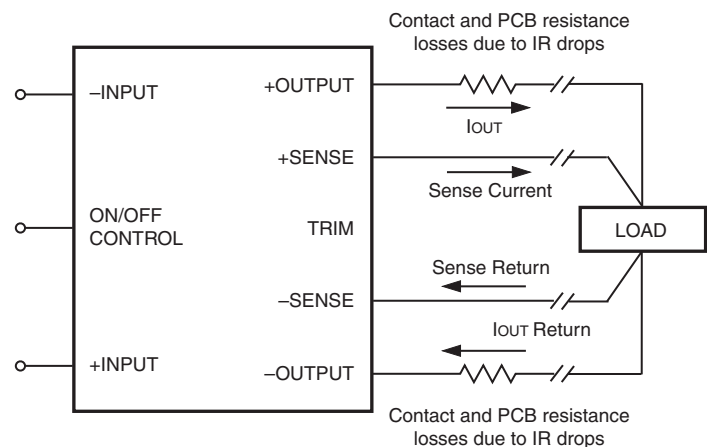 Contact and PCB resistance
losses due to IR drops
–INPUT
+OUTPUT
IOUT
+SENSE
Sense Current
ON/OFF
CONTROL
TRIM
LOAD
Sense Return
–SENSE
IOUT Return
+INPUT
–OUTPUT
Contact and PCB resistance
losses due to IR drops